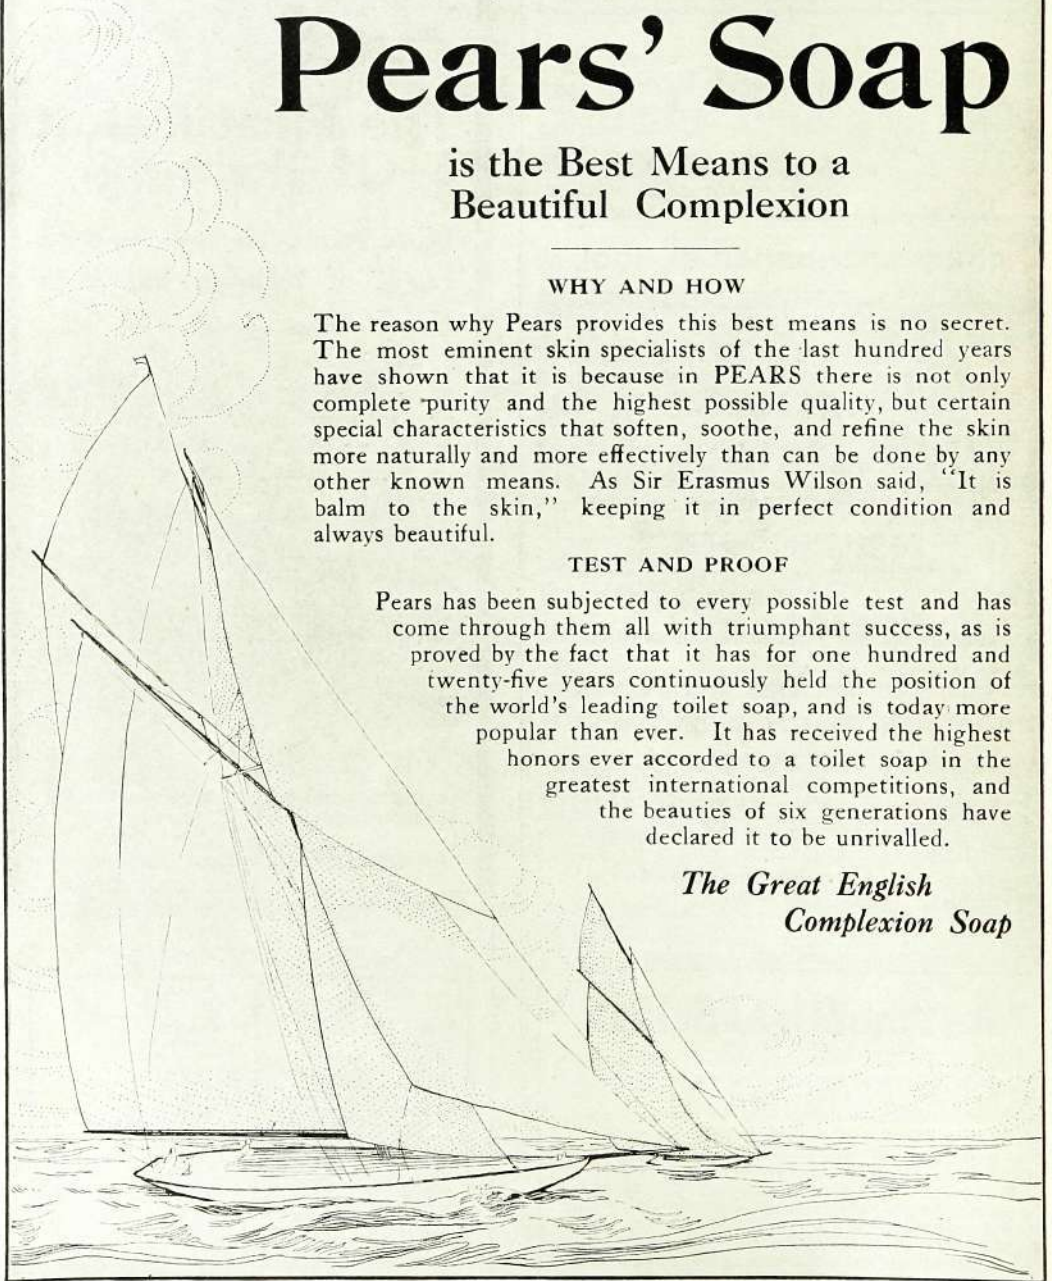 Pears' Soap
is the Best Means to a
Beautiful Complexion
WHY AND HOW
The reason why Pears provides this best means is no secret.
The most eminent skin specialists of the last hundred years
have shown that it is because in PEARS there is not only
complete purity and the highest possible quality, but certain
special characteristics that soften, soothe, and refine the skin
more naturally and more effectively than can be done by any
other known means. As Sir Erasmus Wilson said, "It is
balm to the skin," keeping it in perfect condition and
always beautiful.
TEST AND PROOF
Pears has been subjected to every possible test and has
come through them all with triumphant success, as is
proved by the fact that it has for one hundred and
twenty-five years continuously held the position of
the world's leading toilet soap, and is today more
popular than ever. It has received the highest
honors ever accorded to a toilet soap in the
greatest international competitions, and
the beauties of six generations have
declared it to be unrivalled.
The Great English
Complexion Soap